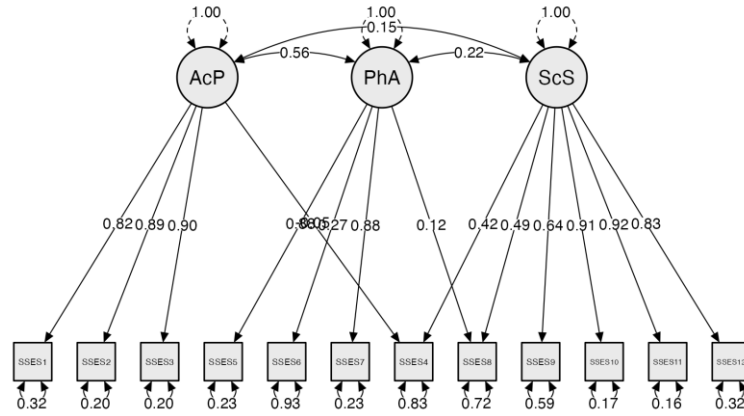 1.00 1.00 1.00
0.15
0.56 0.22
AcP PhA ScS
0.82 0.89 0.90 0.27 0.88 0.12 0.42 0.49 0.64 0.91 0.92 0.83
SSES1 SSES2 SSES3 SSES5 SSES6 SSES7 SSES4 SSES8 SSES9 SSES10 SSES11
0.32 0.20 0.20 0.23 0.93 0.23 0.83 0.72 0.59 0.17 0.16 0.32